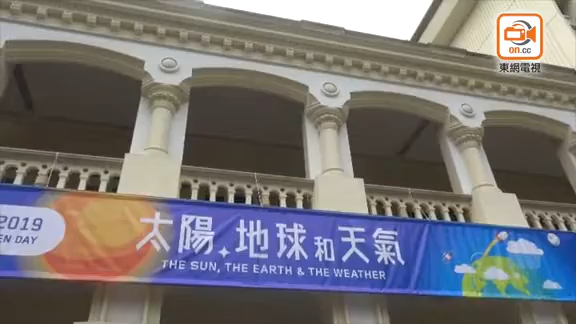 on.cc
東網電視
2019
EN DAY
太陽、地球和天氣
THE SUN, THE EARTH & THE WEATHER